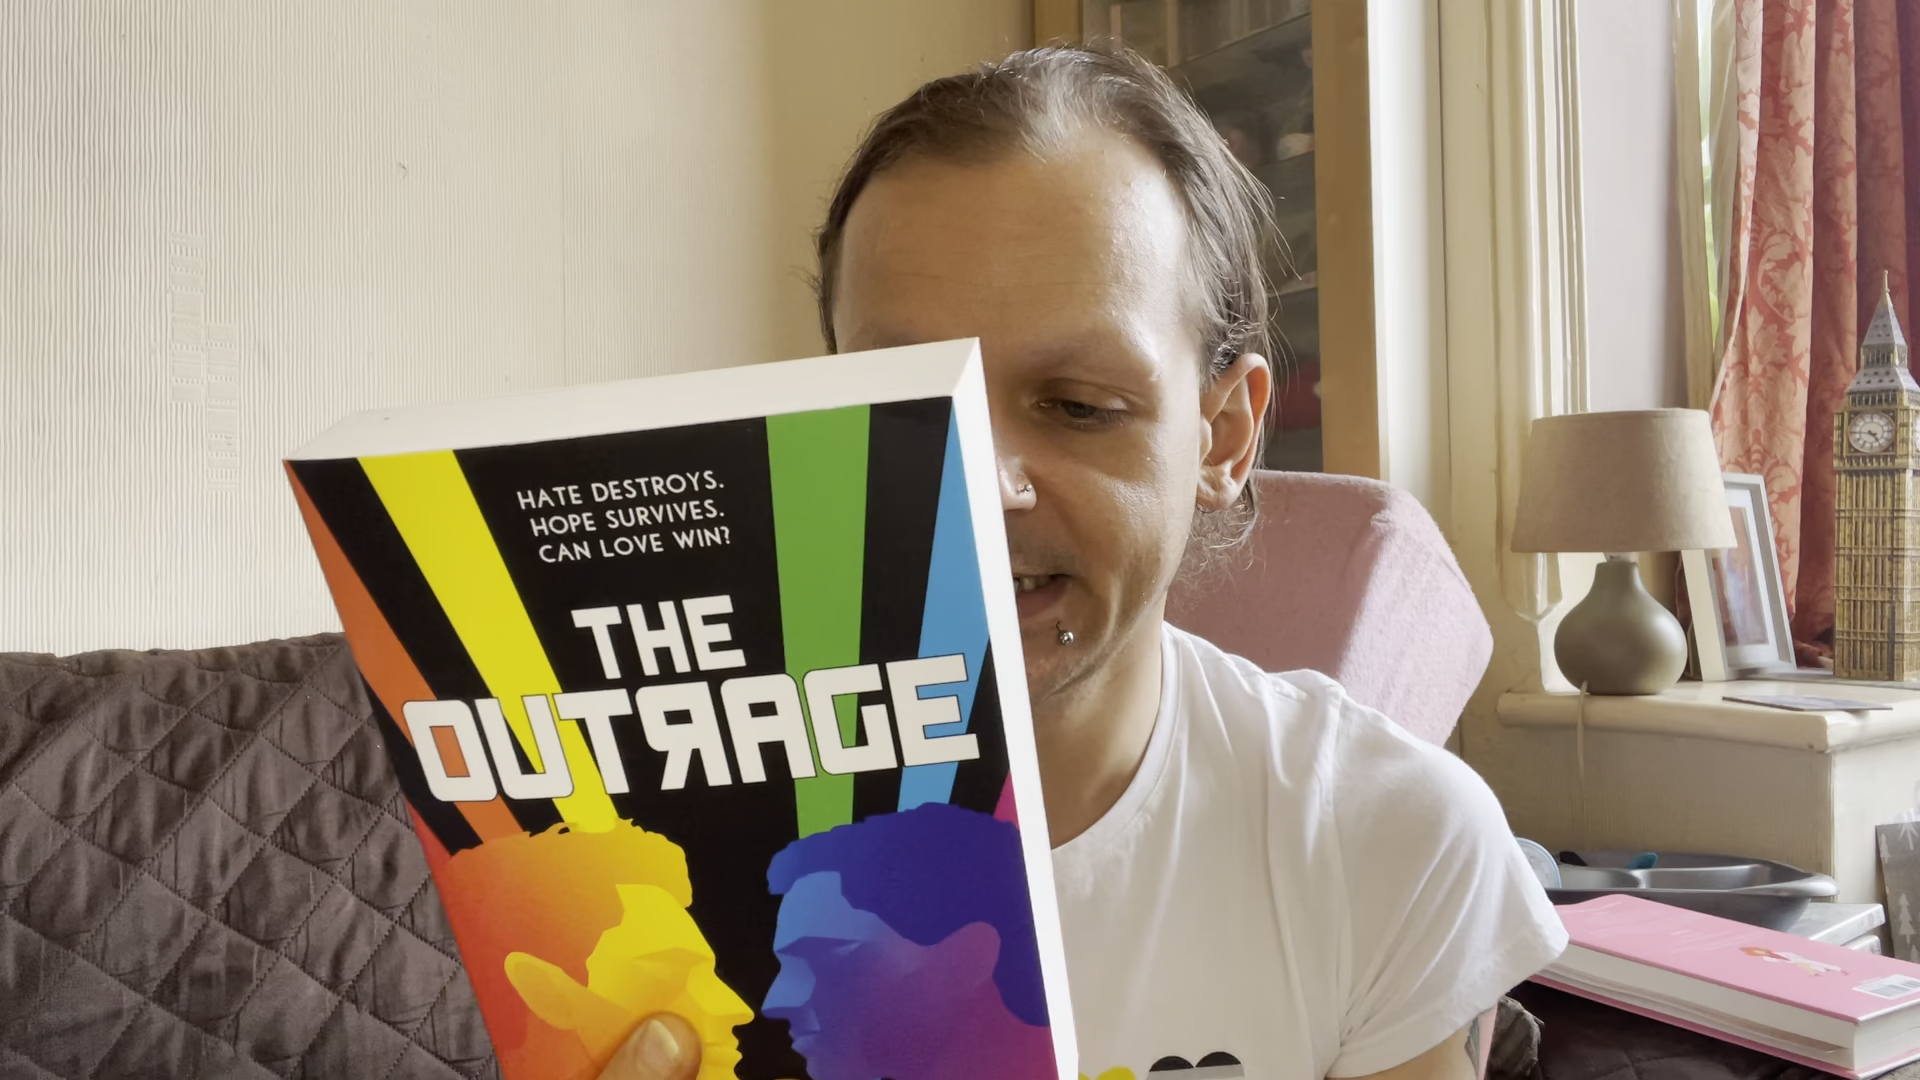 HATE DESTROYS.
HOPE SURVIVES.
CAN LOVE WIN?
THE
OUTRAGE